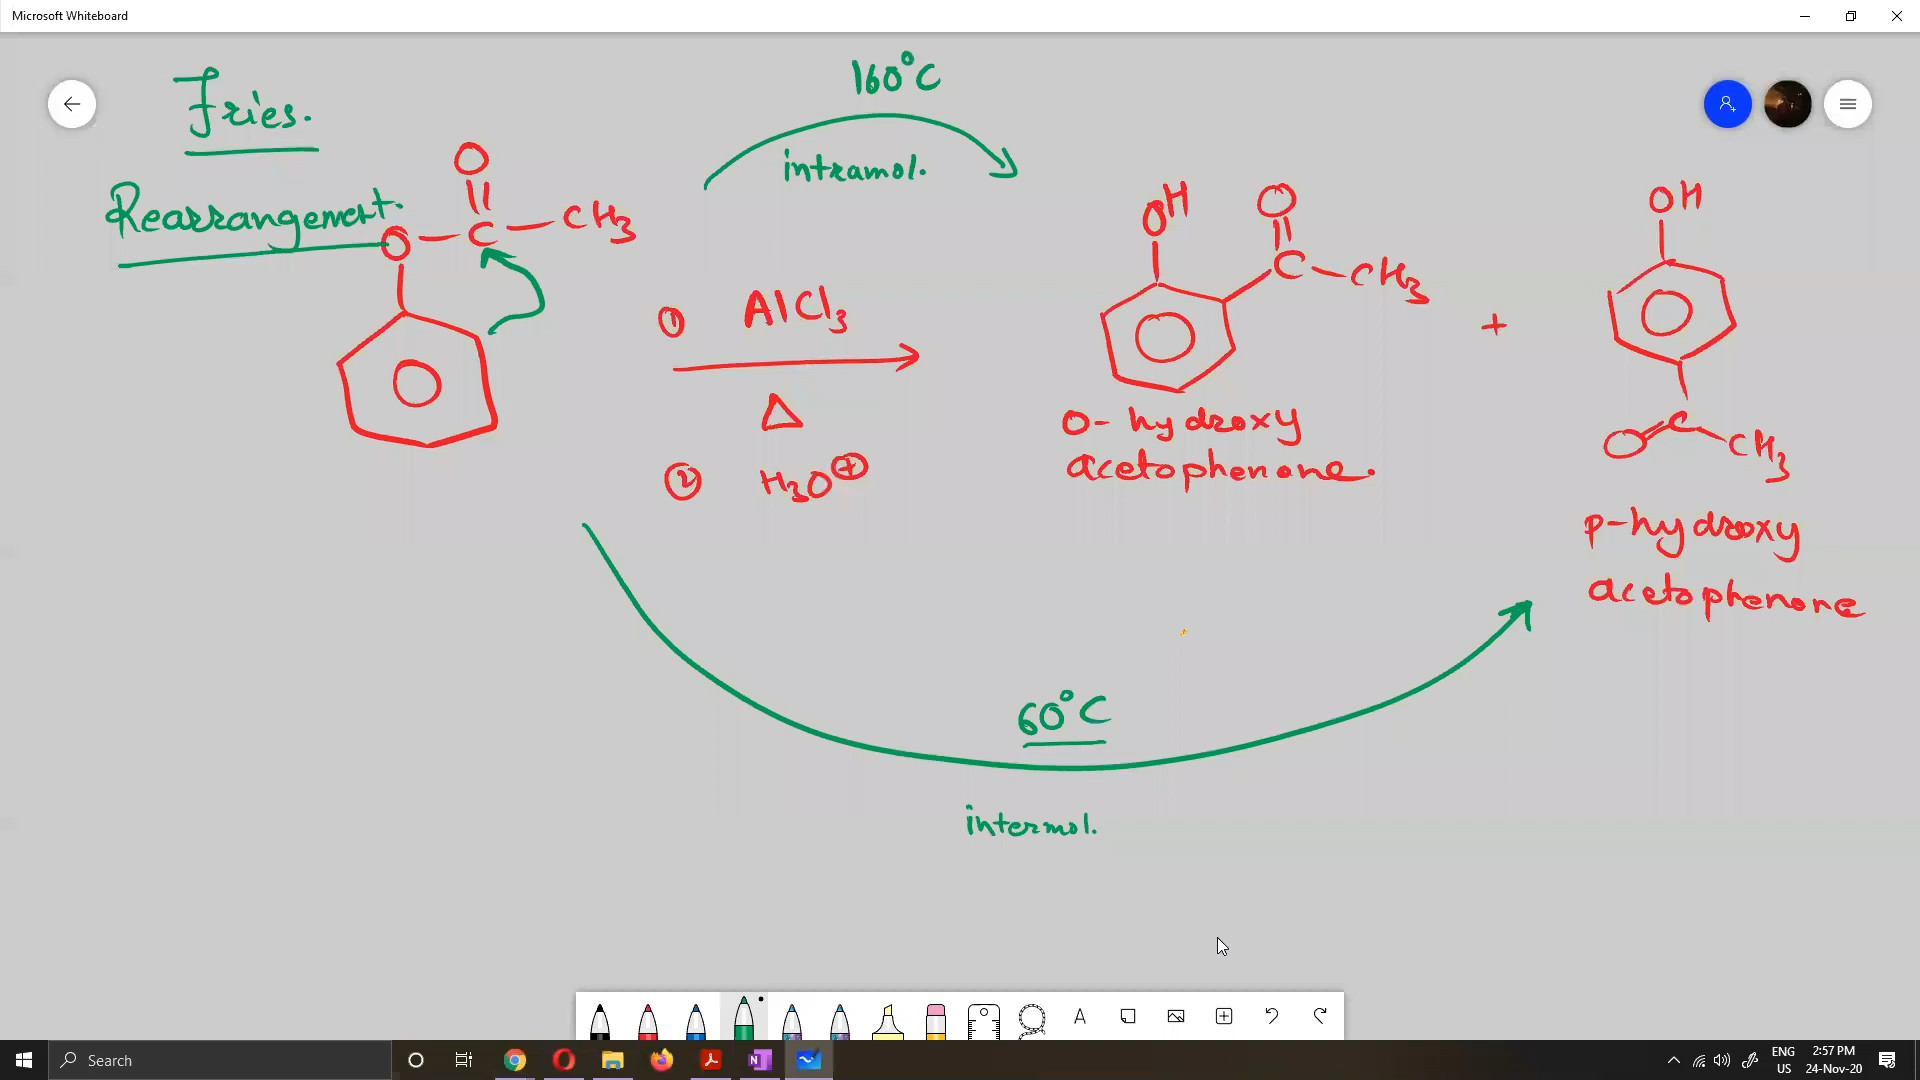 Microsoft Whiteboard
Fries.
Rearrangement.
160°C
intramol.
O
O - C - CH3
① AlCl3
△
② H3O⊕
OH
O
C - CH3
o-hydroxy
acetophenone.
+
OH
O=C-CH3
p-hydroxy
acetophenone
60°C
intermol.
A
Search
N
ENG
US
2:57 PM
24-Nov-20